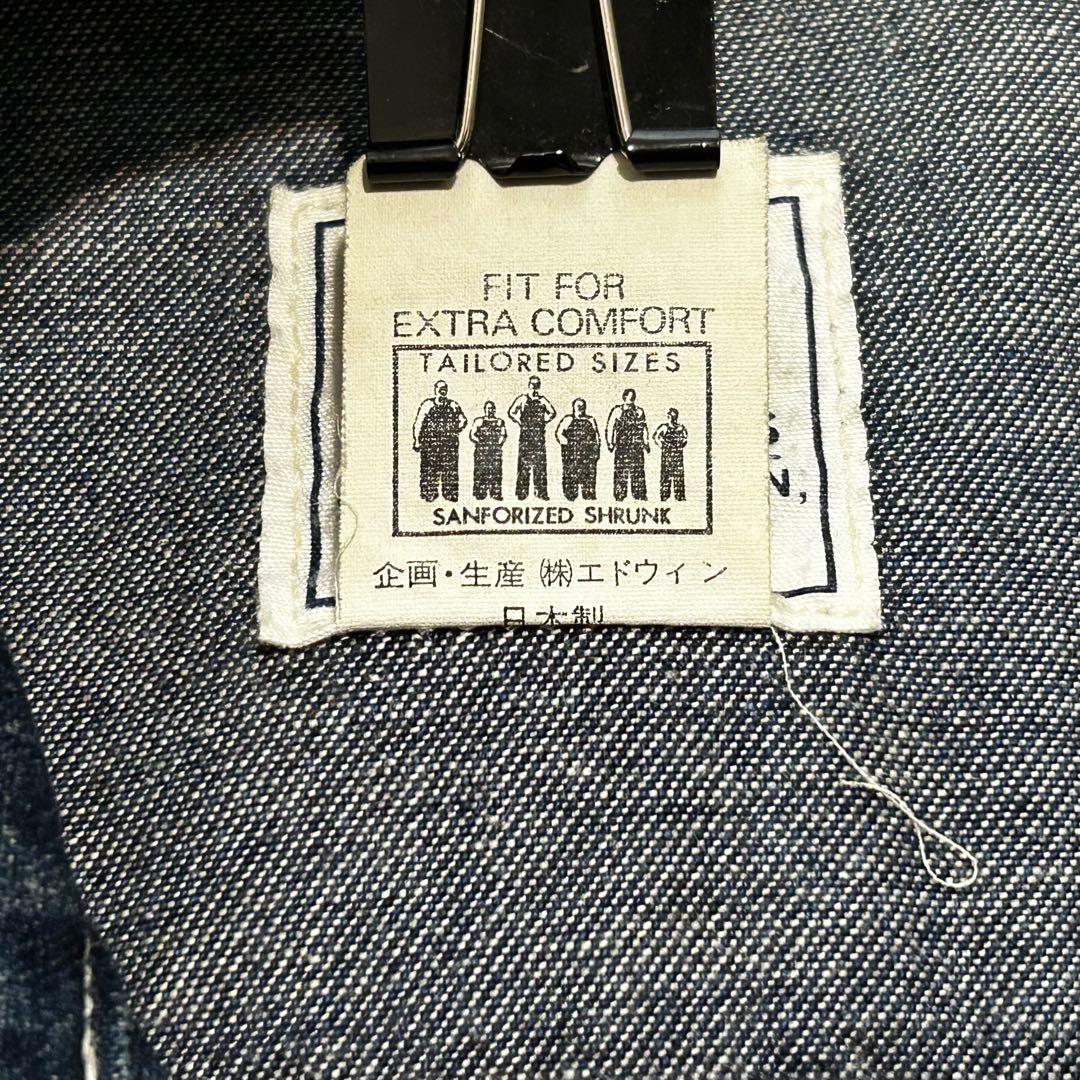 FIT FOR
EXTRA COMFORT
TAILORED SIZES
SANFORIZED SHRUNK
企画・生産 ㈱エドウイン
日本製